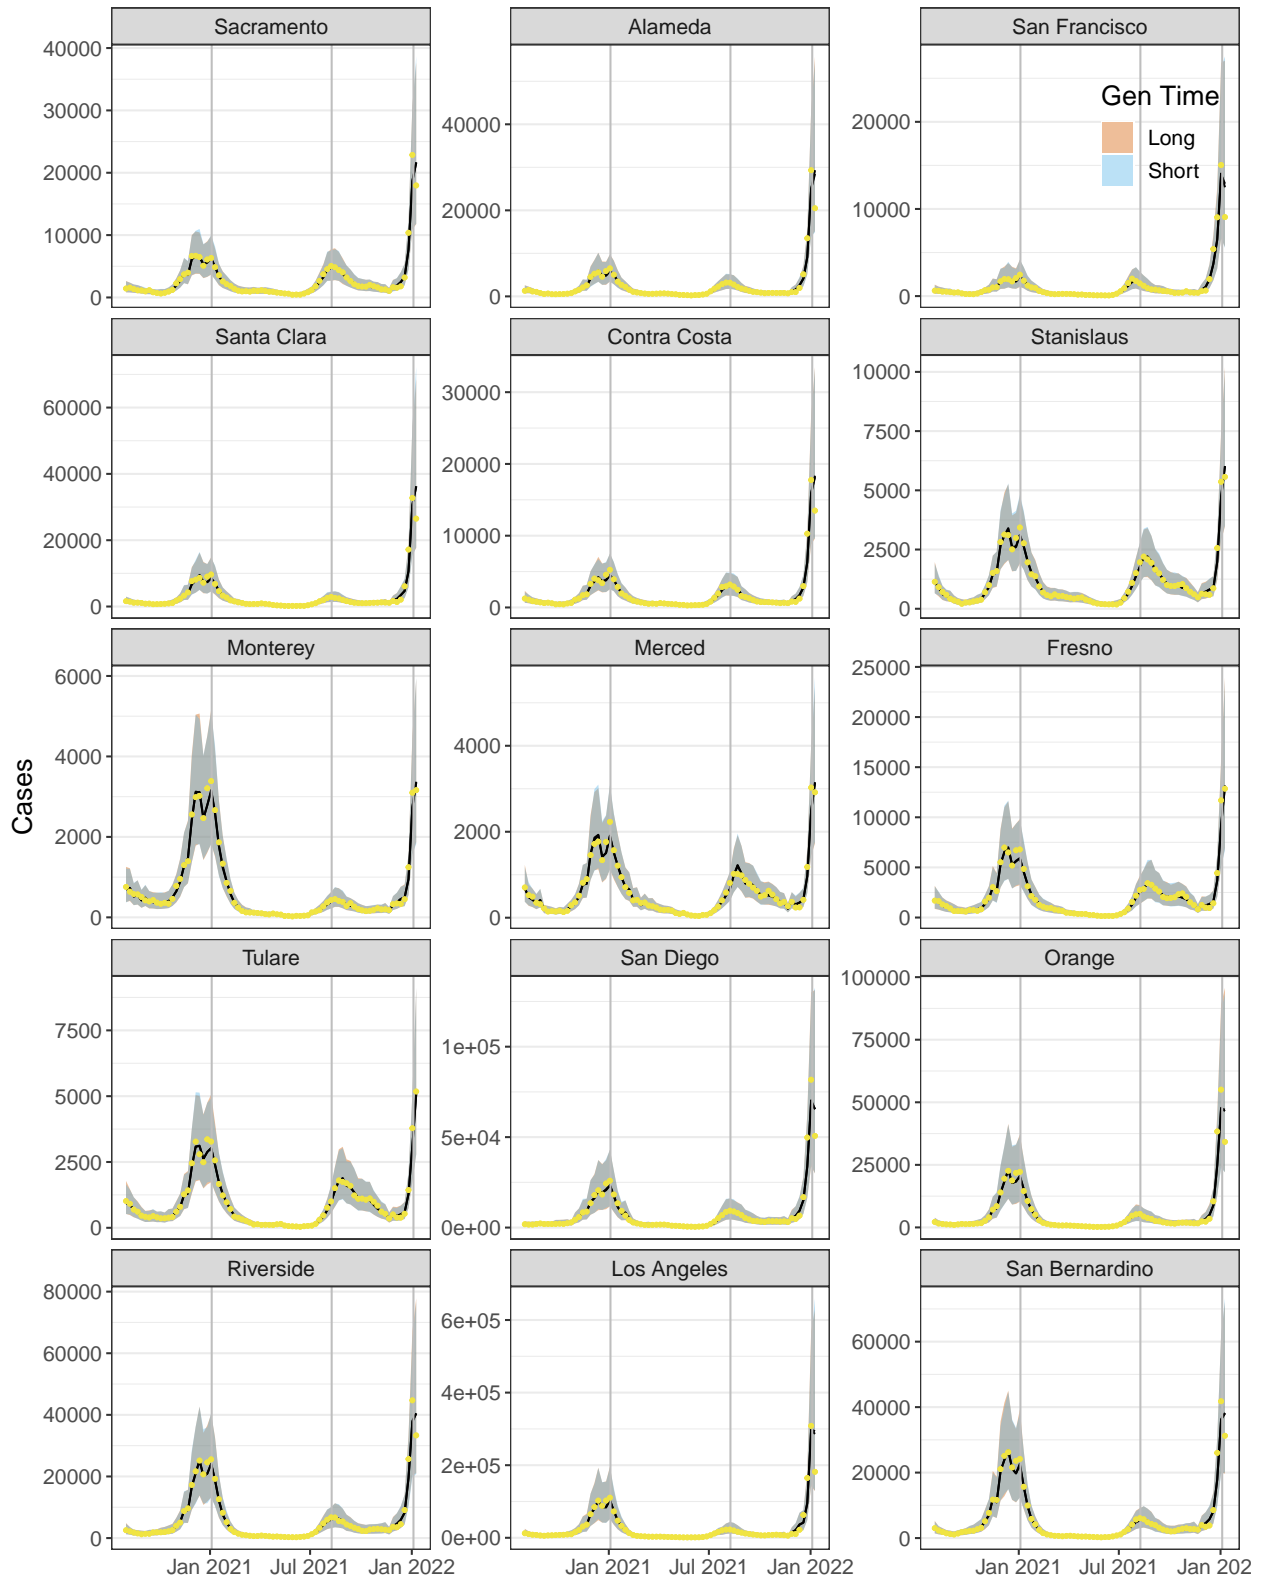 Sacramento
Alameda
San Francisco
40000
30000
20000
10000
0
40000
20000
0
20000
10000
0
Gen Time
Long
Short
Santa Clara
Contra Costa
Stanislaus
60000
40000
20000
0
30000
20000
10000
0
10000
7500
5000
2500
0
Monterey
Merced
Fresno
6000
4000
2000
0
4000
2000
0
25000
20000
15000
10000
5000
0
Cases
Tulare
San Diego
Orange
7500
5000
2500
0
1e+05
5e+04
0e+00
100000
75000
50000
25000
0
Riverside
Los Angeles
San Bernardino
80000
60000
40000
20000
0
6e+05
4e+05
2e+05
0e+00
60000
40000
20000
0
Jan 2021 Jul 2021 Jan 2022
Jan 2021 Jul 2021 Jan 2022
Jan 2021 Jul 2021 Jan 202